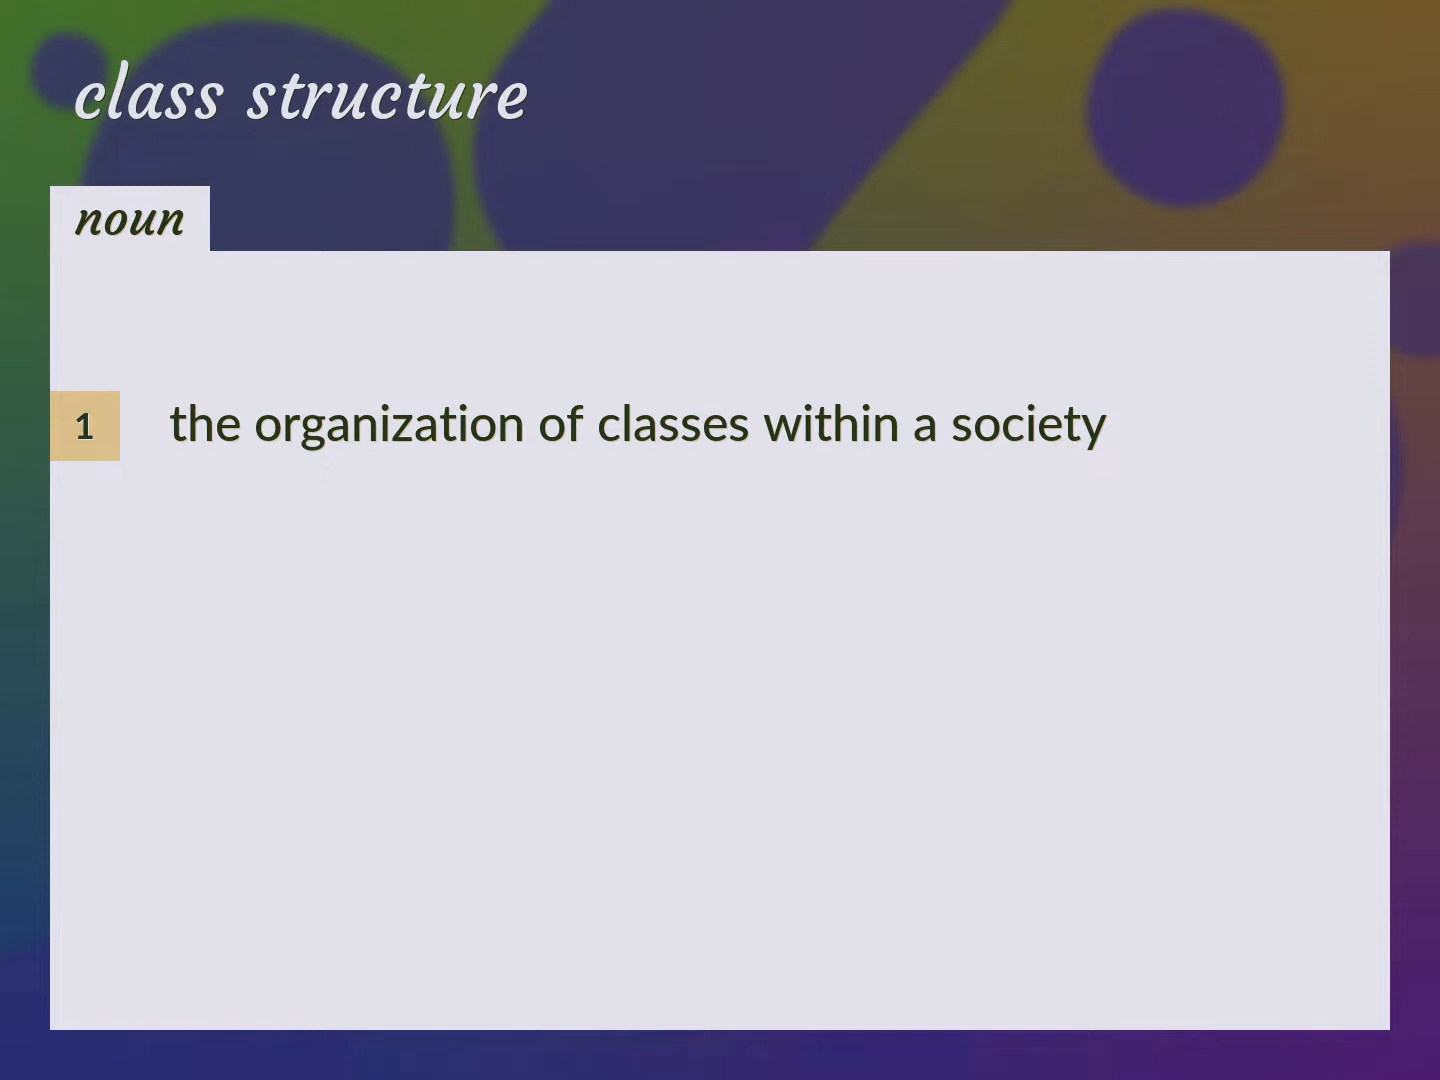 class structure
noun
1 the organization of classes within a society